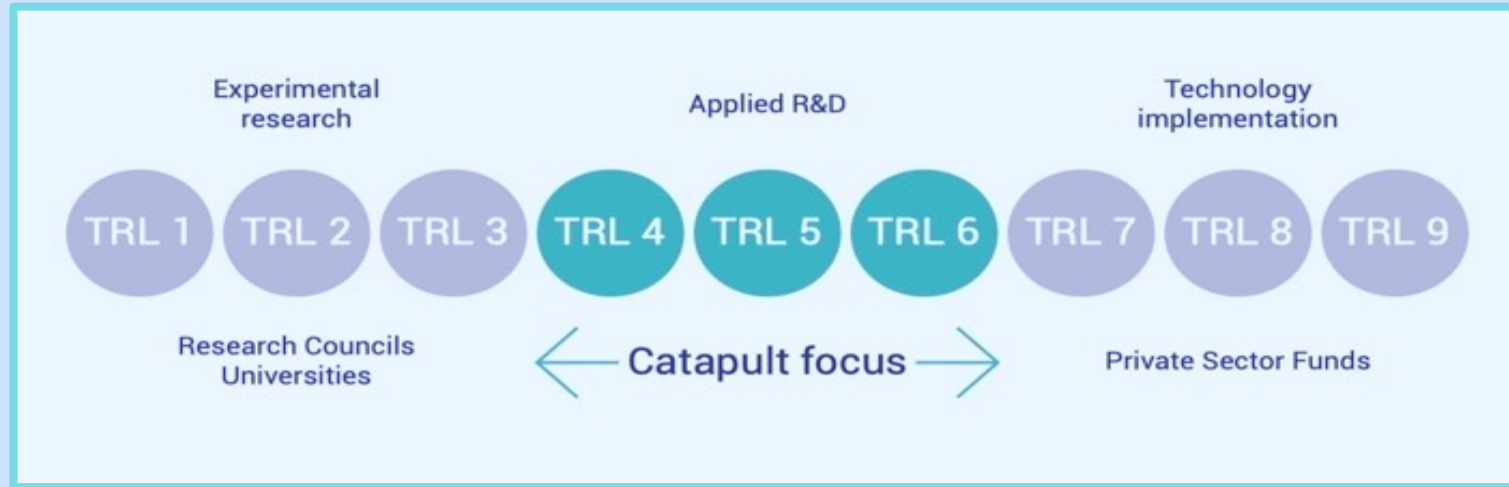 Experimental
research
Applied R&D
Technology
implementation
TRL 1 TRL 2 TRL 3 TRL 4 TRL 5 TRL 6 TRL 7 TRL 8 TRL 9
Research Councils
Universities
Catapult focus
Private Sector Funds